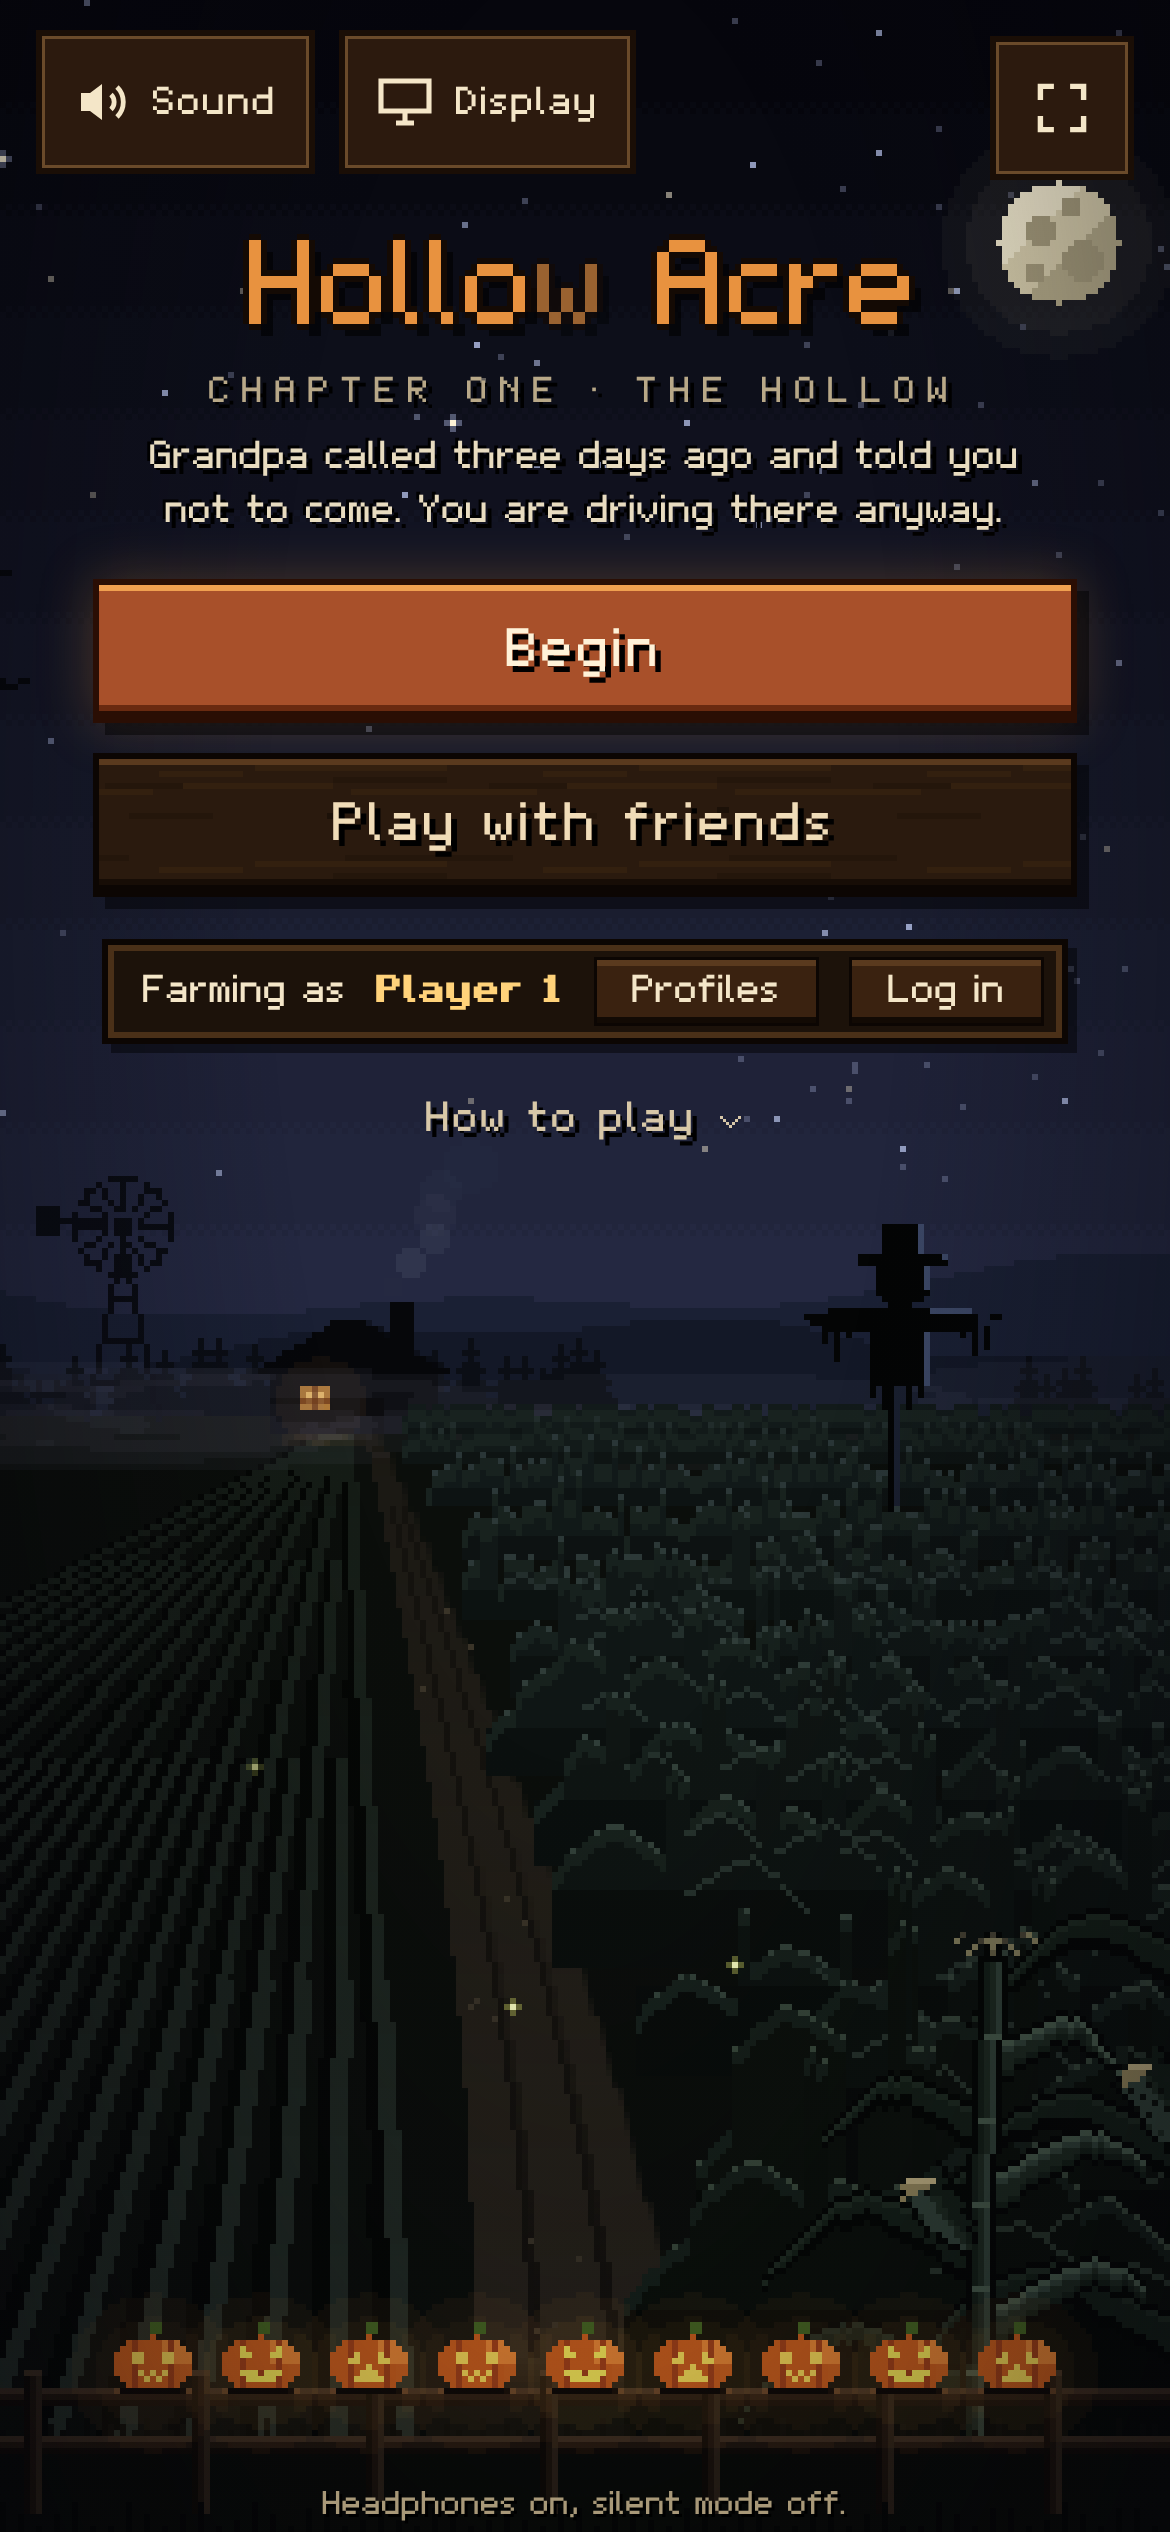 Sound
Display
Hollow Acre
CHAPTER ONE · THE HOLLOW
Grandpa called three days ago and told you
not to come. You are driving there anyway.
Begin
Play with friends
Farming as Player 1
Profiles
Log in
How to play
Headphones on, silent mode off.